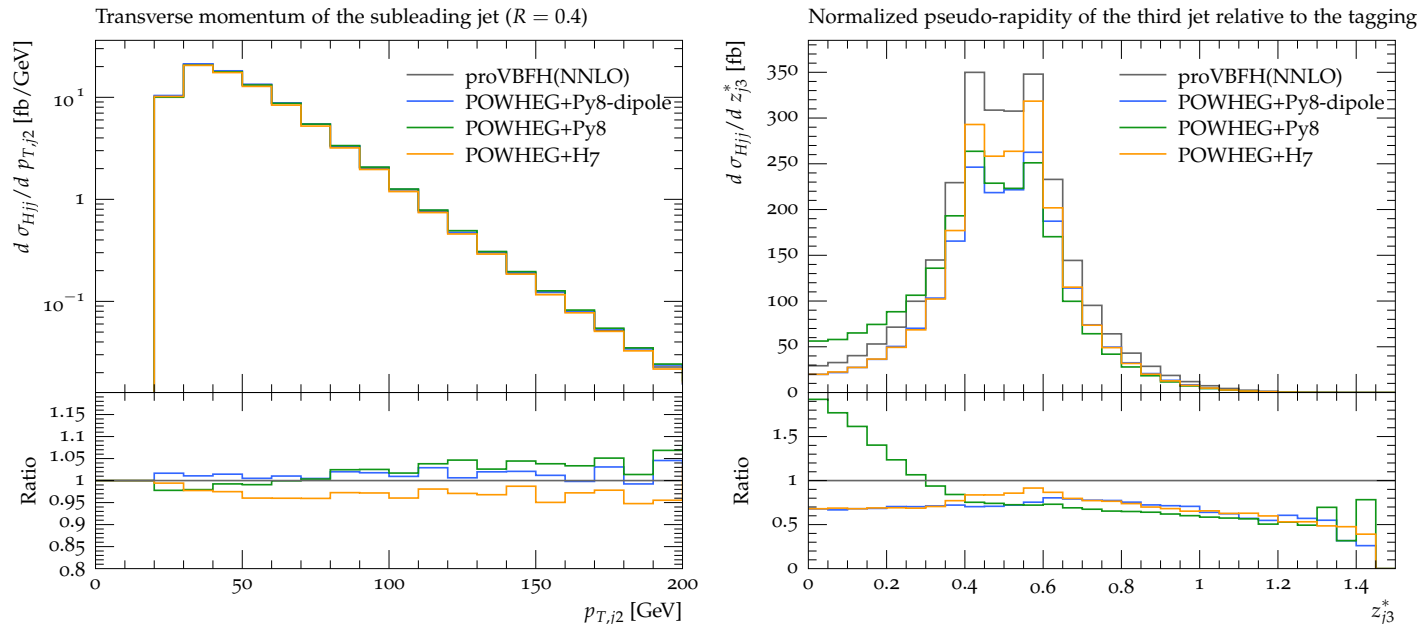 Transverse momentum of the subleading jet (R = 0.4)
proVBFH(NNLO)
POWHEG+Py8-dipole
POWHEG+Py8
POWHEG+H7
10^1
1
10^−1
d σ_Hjj/d p_T,j2 [fb/GeV]
1.15
1.1
1.05
1
0.95
0.9
0.85
0.8
Ratio
0 50 100 150 200
p_T,j2 [GeV]
Normalized pseudo-rapidity of the third jet relative to the tagging
proVBFH(NNLO)
POWHEG+Py8-dipole
POWHEG+Py8
POWHEG+H7
350
300
250
200
150
100
50
0
d σ_Hjj/d z*_j3 [fb]
1.5
1
0.5
0
Ratio
0 0.2 0.4 0.6 0.8 1 1.2 1.4
z*_j3